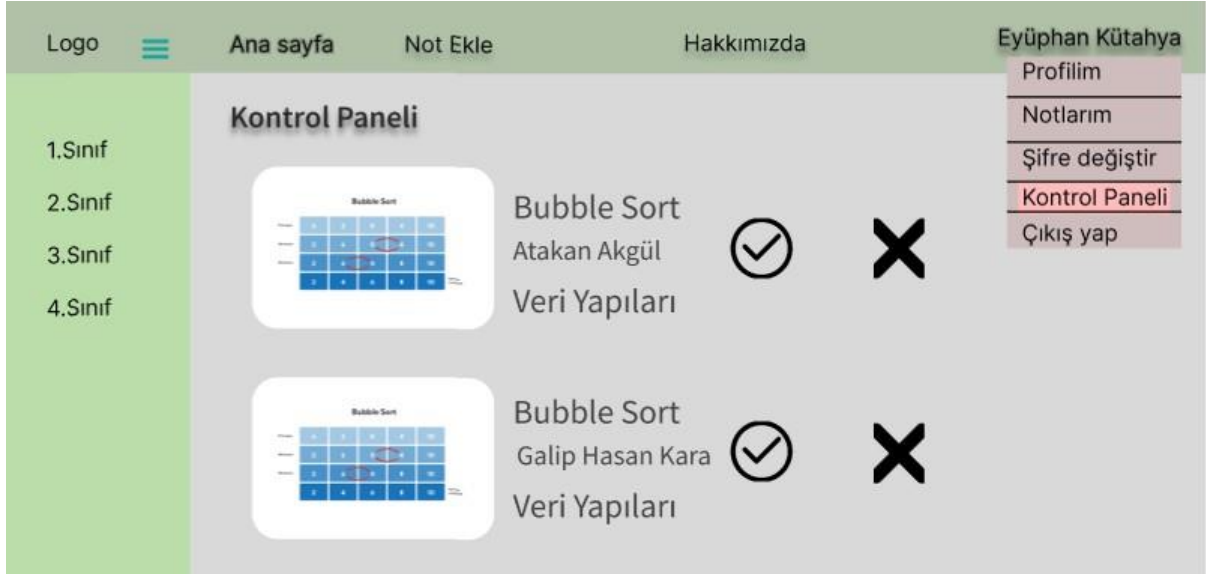 Logo
Ana sayfa
Not Ekle
Hakkımızda
Eyüphan Kütahya
Profilim
Notlarım
Şifre değiştir
Kontrol Paneli
Çıkış yap
1.Sınıf
2.Sınıf
3.Sınıf
4.Sınıf
Kontrol Paneli
Bubble Sort
Bubble Sort
Atakan Akgül
Veri Yapıları
Bubble Sort
Bubble Sort
Galip Hasan Kara
Veri Yapıları